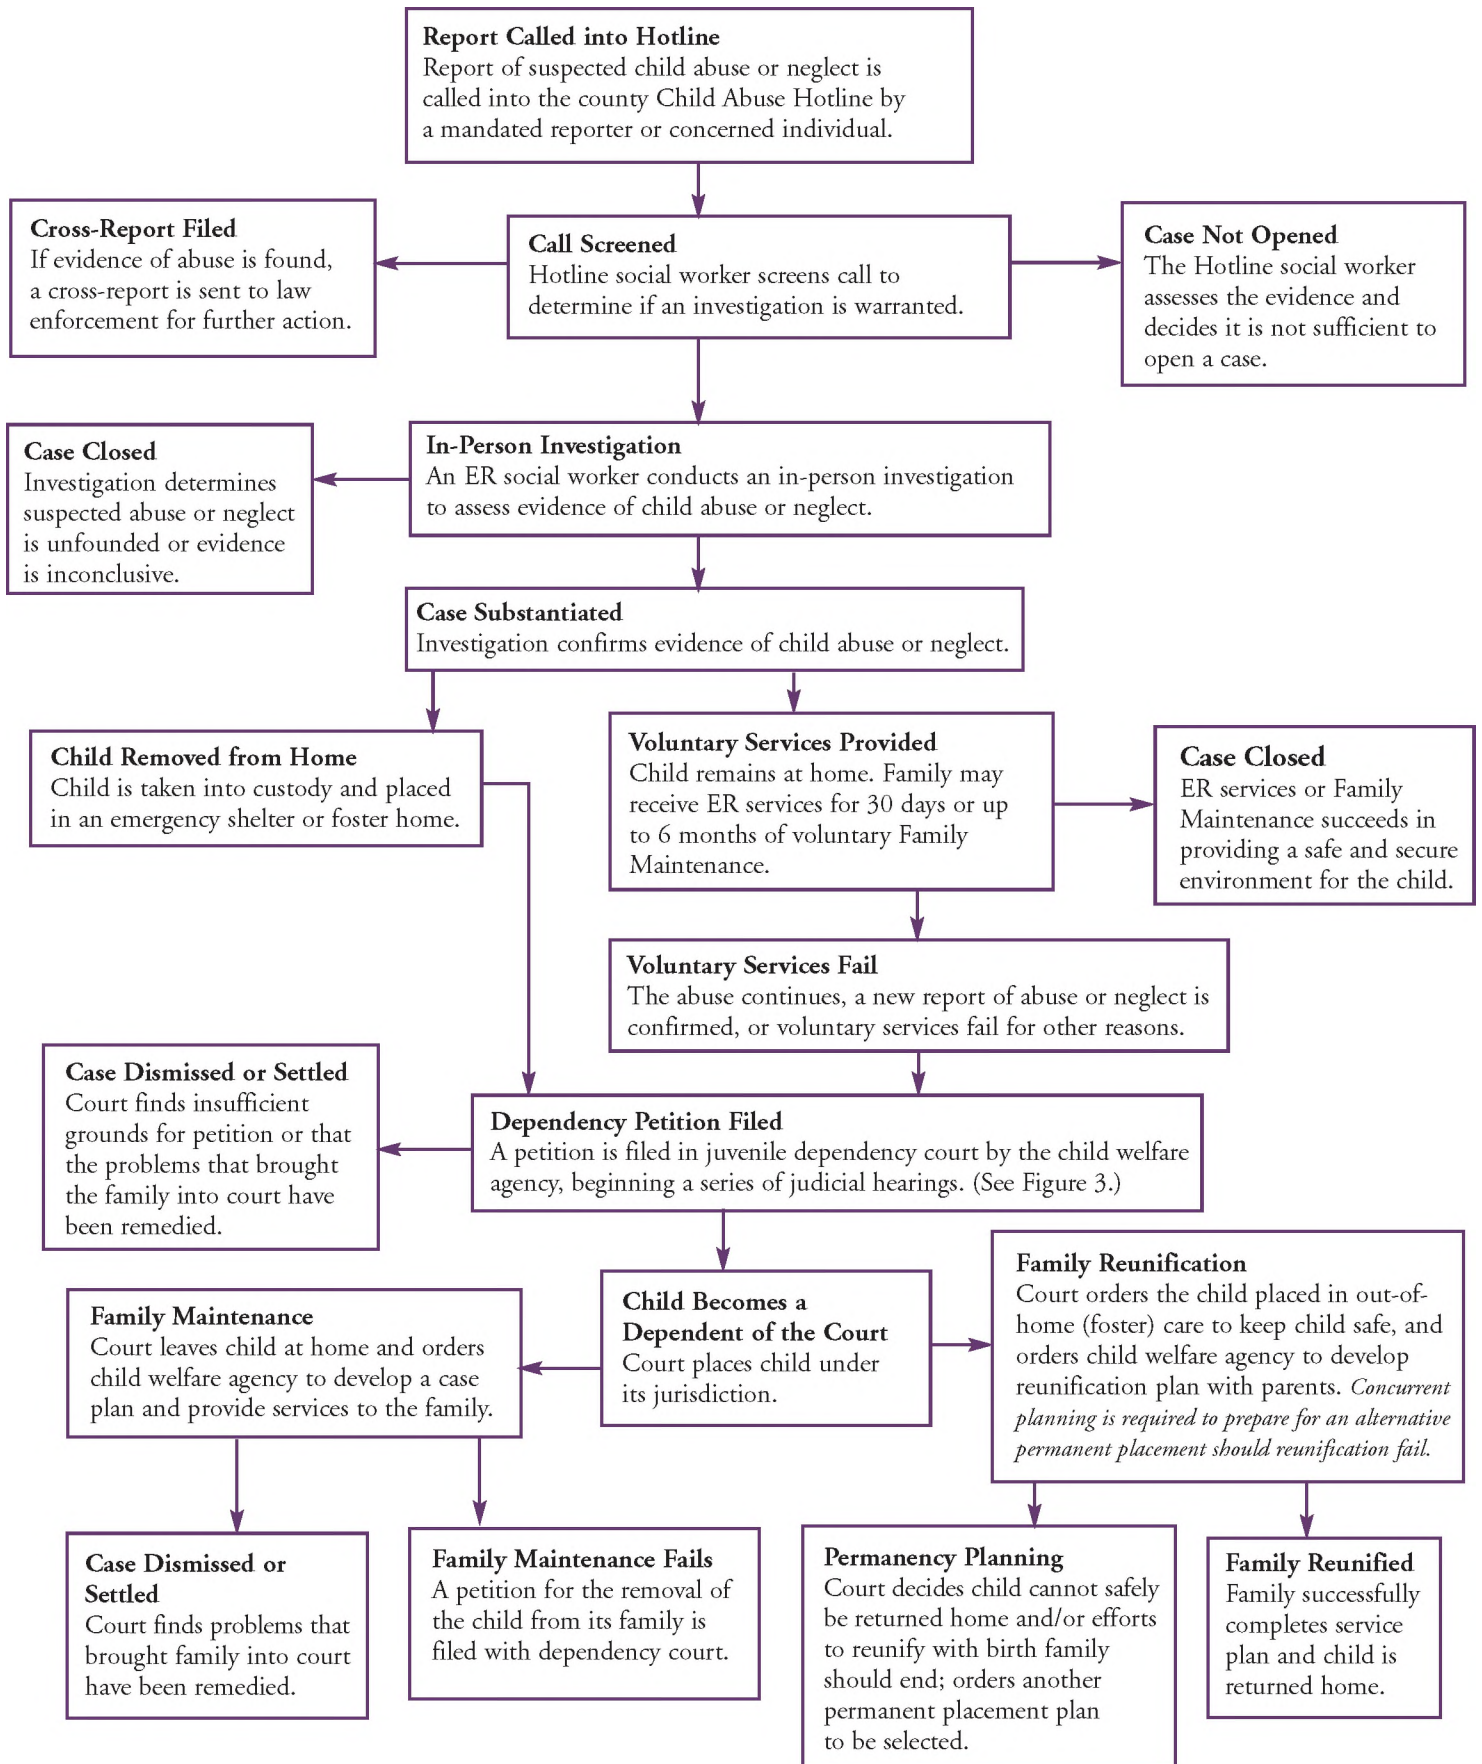 Report Called into Hotline
Report of suspected child abuse or neglect is
called into the county Child Abuse Hotline by
a mandated reporter or concerned individual.
Cross-Report Filed
If evidence of abuse is found,
a cross-report is sent to law
enforcement for further action.
Call Screened
Hotline social worker screens call to
determine if an investigation is warranted.
Case Not Opened
The Hotline social worker
assesses the evidence and
decides it is not sufficient to
open a case.
Case Closed
Investigation determines
suspected abuse or neglect
is unfounded or evidence
is inconclusive.
In-Person Investigation
An ER social worker conducts an in-person investigation
to assess evidence of child abuse or neglect.
Case Substantiated
Investigation confirms evidence of child abuse or neglect.
Child Removed from Home
Child is taken into custody and placed
in an emergency shelter or foster home.
Voluntary Services Provided
Child remains at home. Family may
receive ER services for 30 days or up
to 6 months of voluntary Family
Maintenance.
Case Closed
ER services or Family
Maintenance succeeds in
providing a safe and secure
environment for the child.
Voluntary Services Fail
The abuse continues, a new report of abuse or neglect is
confirmed, or voluntary services fail for other reasons.
Case Dismissed or Settled
Court finds insufficient
grounds for petition or that
the problems that brought
the family into court have
been remedied.
Dependency Petition Filed
A petition is filed in juvenile dependency court by the child welfare
agency, beginning a series of judicial hearings. (See Figure 3.)
Family Maintenance
Court leaves child at home and orders
child welfare agency to develop a case
plan and provide services to the family.
Child Becomes a
Dependent of the Court
Court places child under
its jurisdiction.
Family Reunification
Court orders the child placed in out-of-
home (foster) care to keep child safe, and
orders child welfare agency to develop
reunification plan with parents. Concurrent
planning is required to prepare for an alternative
permanent placement should reunification fail.
Case Dismissed or
Settled
Court finds problems that
brought family into court
have been remedied.
Family Maintenance Fails
A petition for the removal of
the child from its family is
filed with dependency court.
Permanency Planning
Court decides child cannot safely
be returned home and/or efforts
to reunify with birth family
should end; orders another
permanent placement plan
to be selected.
Family Reunified
Family successfully
completes service
plan and child is
returned home.